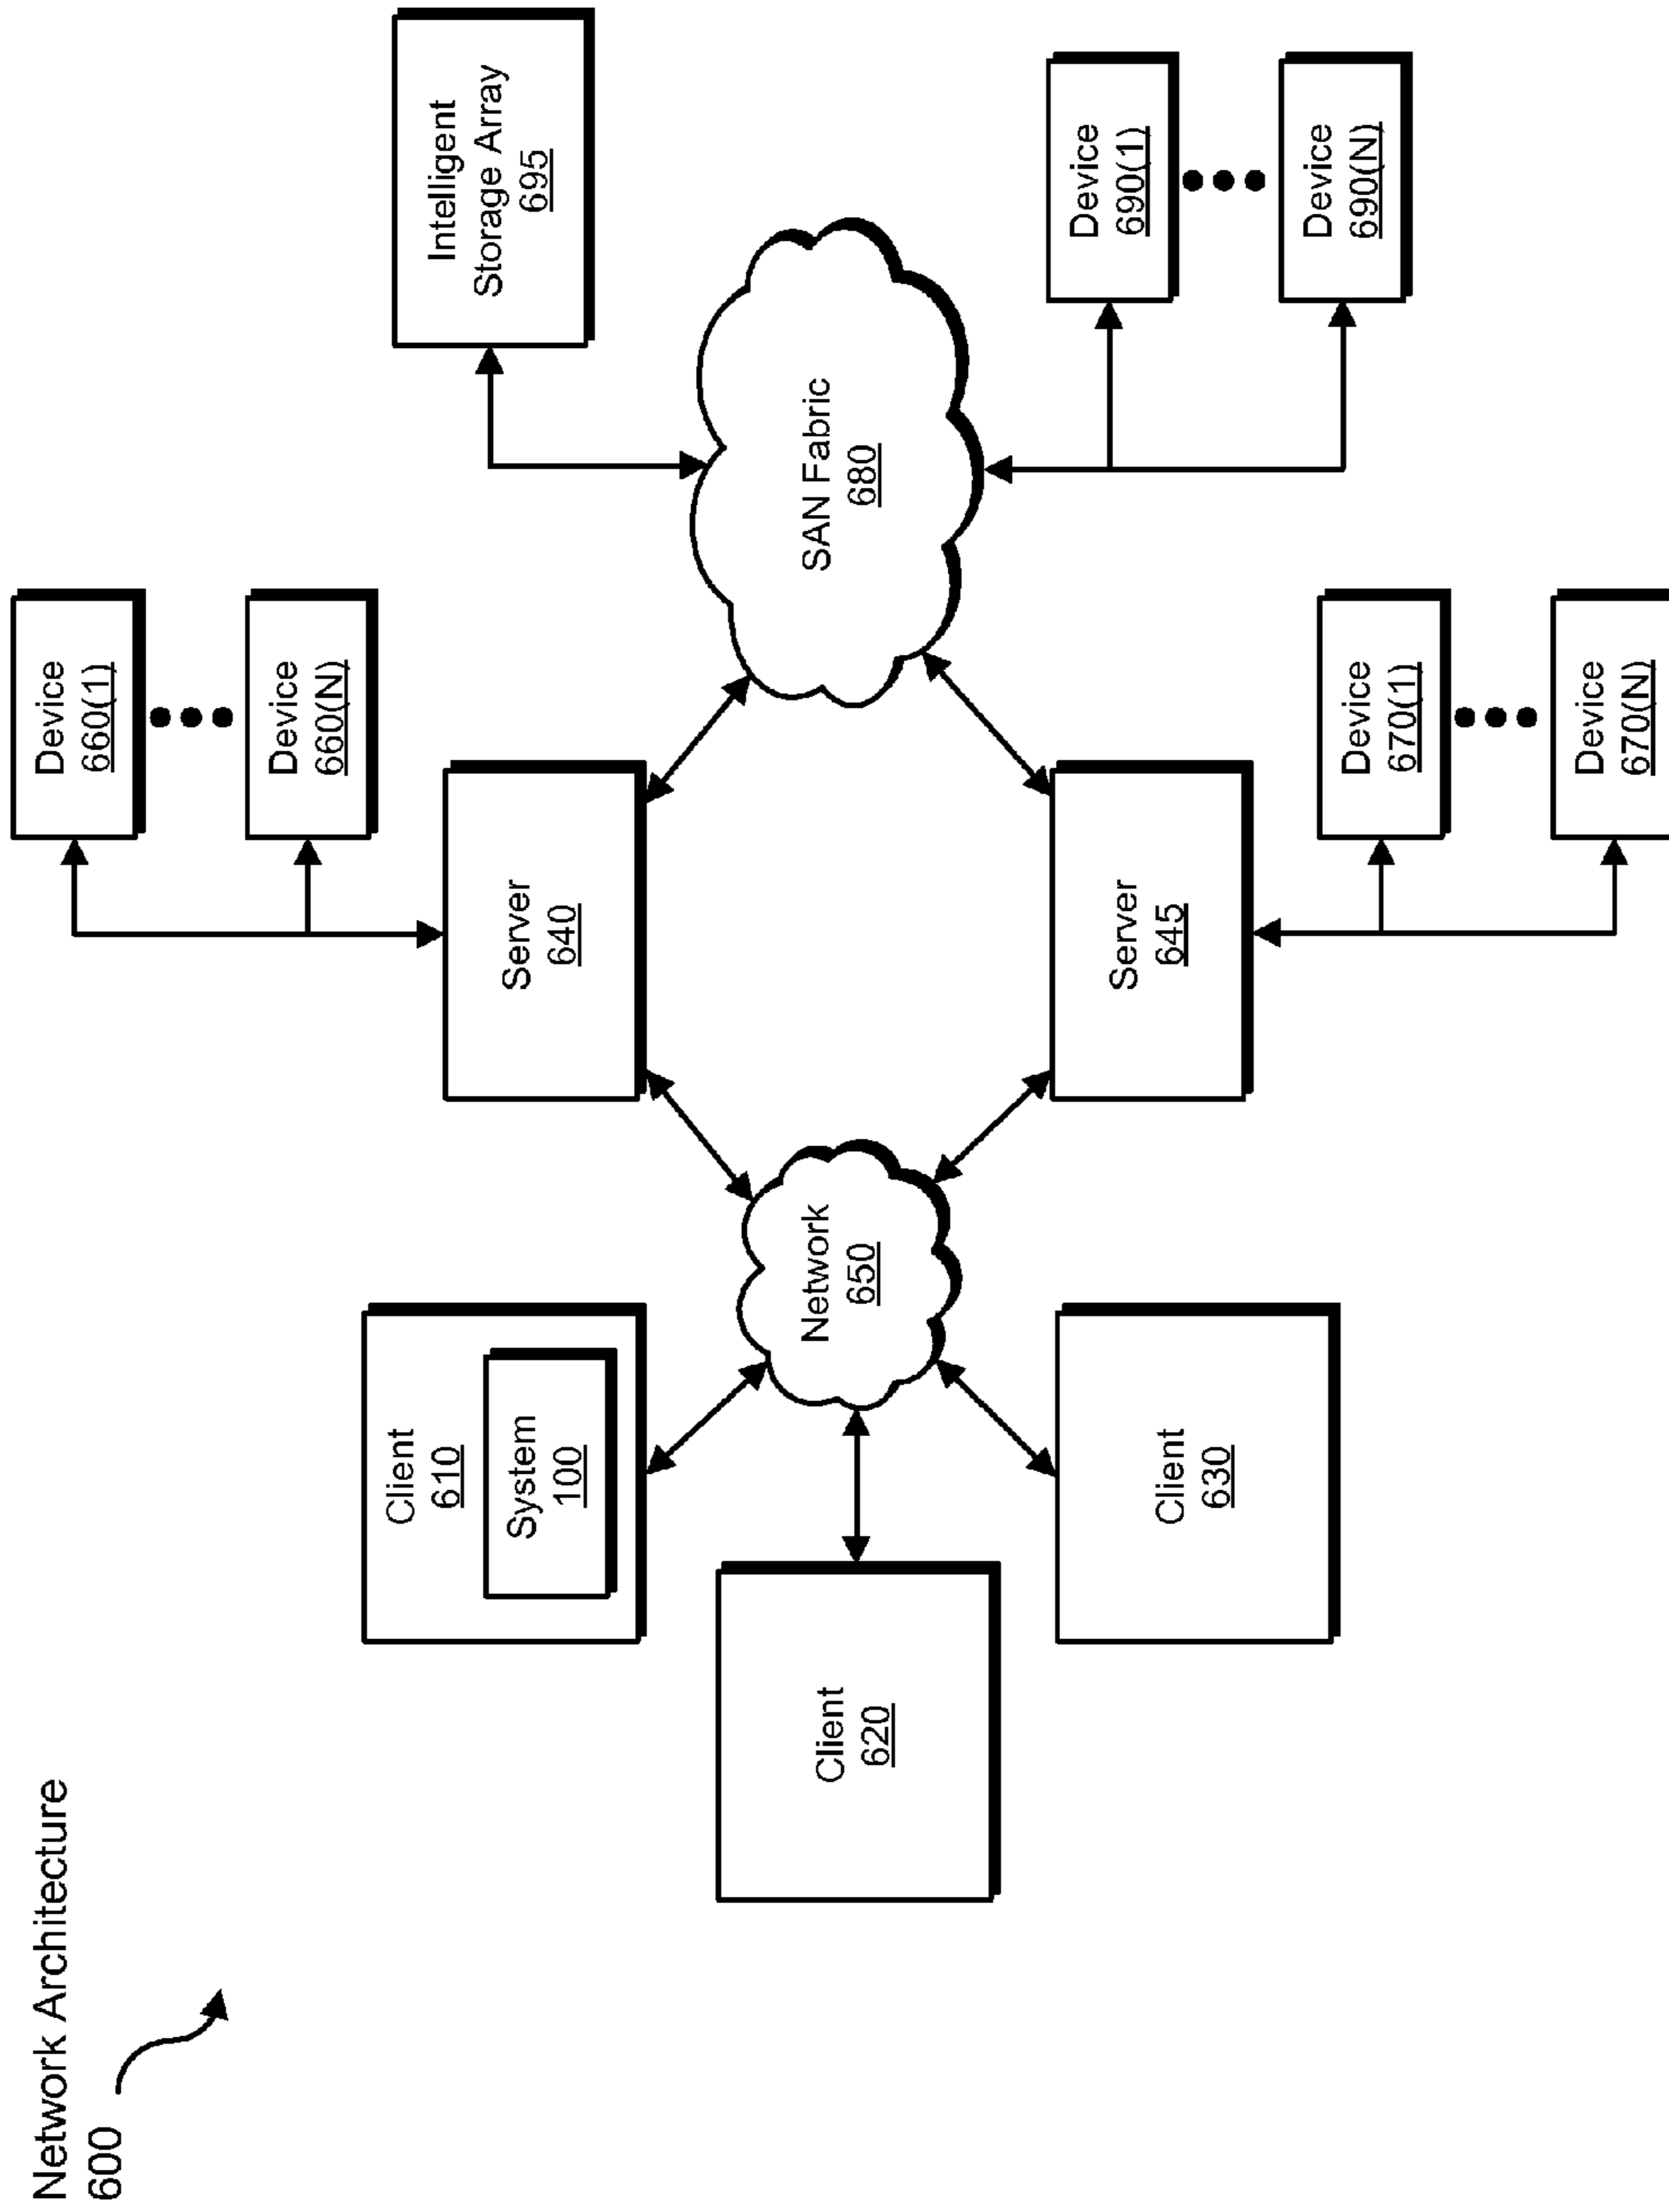 Network Architecture
600
Device
660(1)
Device
660(N)
Intelligent
Storage Array
695
Client
610
System
100
Server
640
Client
620
Network
650
SAN Fabric
680
Client
630
Server
645
Device
690(1)
Device
690(N)
Device
670(1)
Device
670(N)